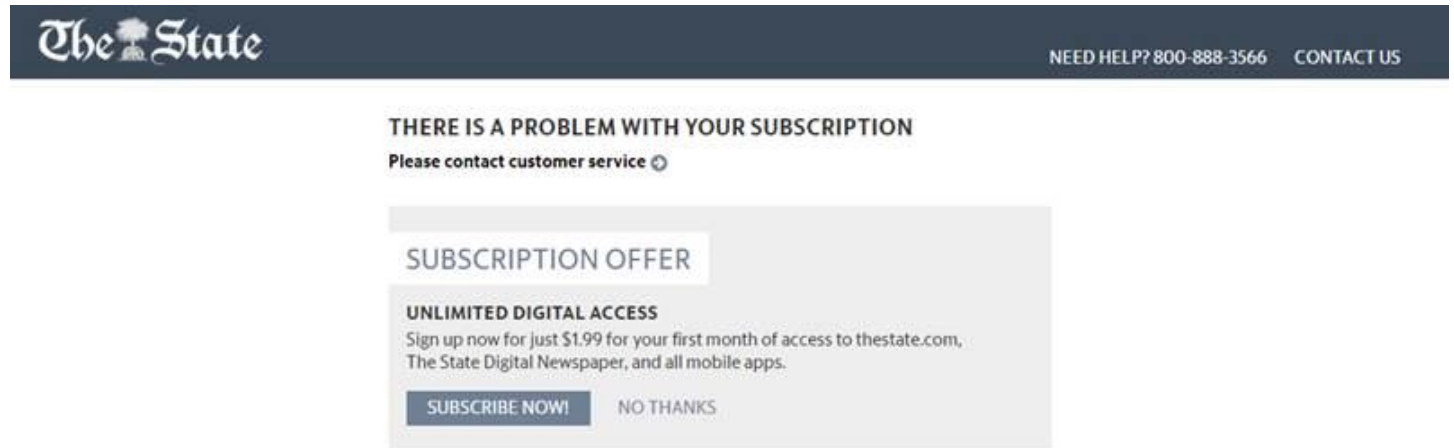 The State
NEED HELP? 800-888-3566 CONTACT US
THERE IS A PROBLEM WITH YOUR SUBSCRIPTION
Please contact customer service
SUBSCRIPTION OFFER
UNLIMITED DIGITAL ACCESS
Sign up now for just $1.99 for your first month of access to thestate.com,
The State Digital Newspaper, and all mobile apps.
SUBSCRIBE NOW! NO THANKS